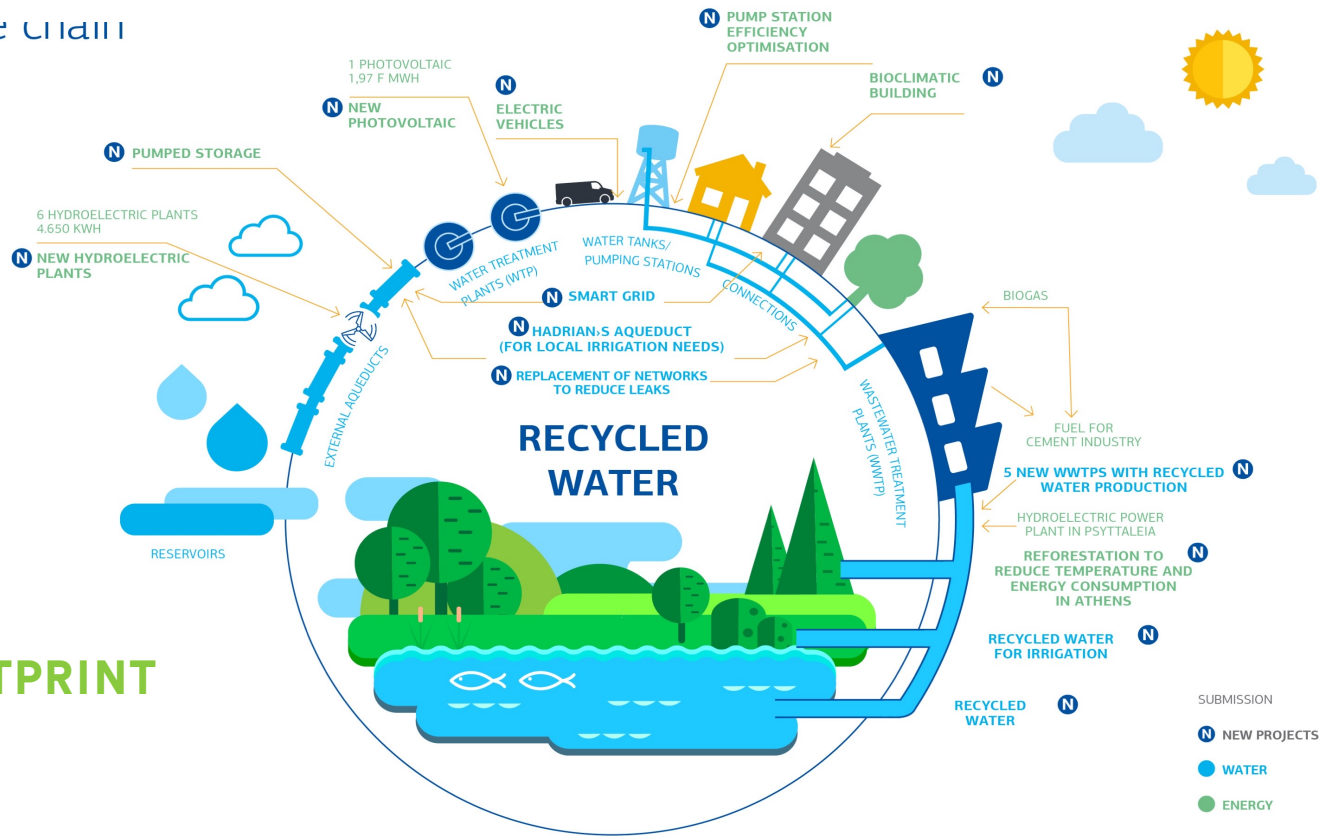 e chain
N PUMP STATION
EFFICIENCY
OPTIMISATION
1 PHOTOVOLTAIC
1,97 F MWH
N NEW
PHOTOVOLTAIC
N
ELECTRIC
VEHICLES
BIOCLIMATIC N
BUILDING
N PUMPED STORAGE
6 HYDROELECTRIC PLANTS
4.650 KWH
N NEW HYDROELECTRIC
PLANTS
WATER TREATMENT
PLANTS (WTP)
WATER TANKS/
PUMPING STATIONS
CONNECTIONS
N SMART GRID
N HADRIAN›S AQUEDUCT
(FOR LOCAL IRRIGATION NEEDS)
N REPLACEMENT OF NETWORKS
TO REDUCE LEAKS
EXTERNAL AQUEDUCTS
WASTEWATER TREATMENT
PLANTS (WWTP)
RECYCLED
WATER
BIOGAS
FUEL FOR
CEMENT INDUSTRY
5 NEW WWTPS WITH RECYCLED N
WATER PRODUCTION
HYDROELECTRIC POWER
PLANT IN PSYTTALEIA
REFORESTATION TO N
REDUCE TEMPERATURE AND
ENERGY CONSUMPTION
IN ATHENS
RESERVOIRS
RECYCLED WATER N
FOR IRRIGATION
RECYCLED N
WATER
TPRINT
SUBMISSION
N NEW PROJECTS
WATER
ENERGY